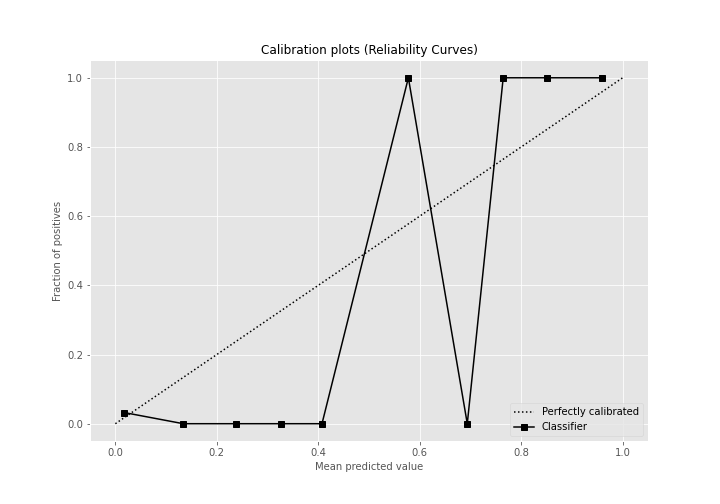 Calibration plots (Reliability Curves)
Fraction of positives
1.0
0.8
0.6
0.4
0.2
0.0
0.0 0.2 0.4 0.6 0.8 1.0
Mean predicted value
Perfectly calibrated
Classifier